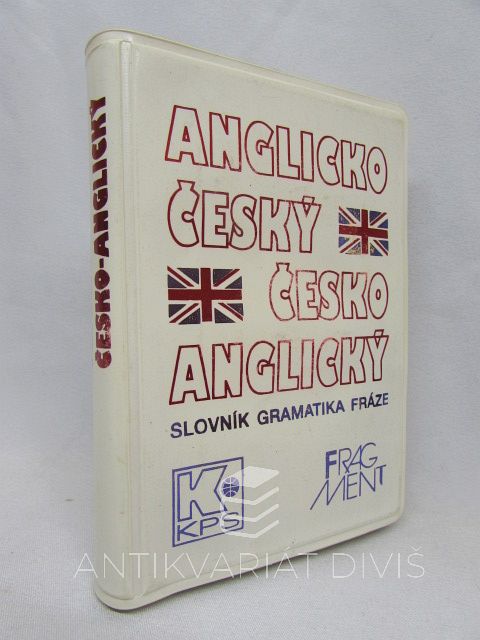 ČESKO-ANGLICKÝ
ANGLICKO
ČESKÝ
ČESKO
ANGLICKÝ
SLOVNÍK GRAMATIKA FRÁZE
K
KPS
FRAG
MENT
ANTIKVARIÁT DIVIŠ